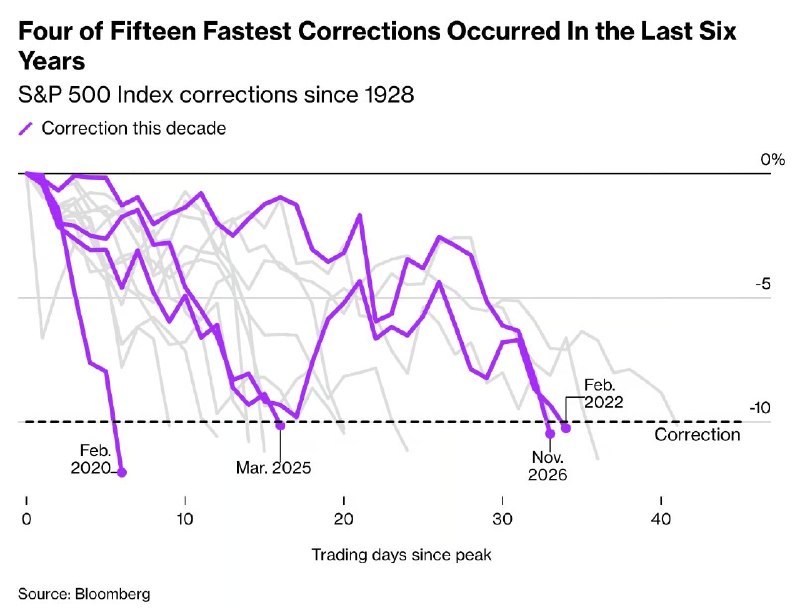 Four of Fifteen Fastest Corrections Occurred In the Last Six
Years
S&P 500 Index corrections since 1928
Correction this decade
0%
-5
-10
Feb.
2022
Correction
Feb.
2020
Mar. 2025
Nov.
2026
0
10
20
30
40
Trading days since peak
Source: Bloomberg